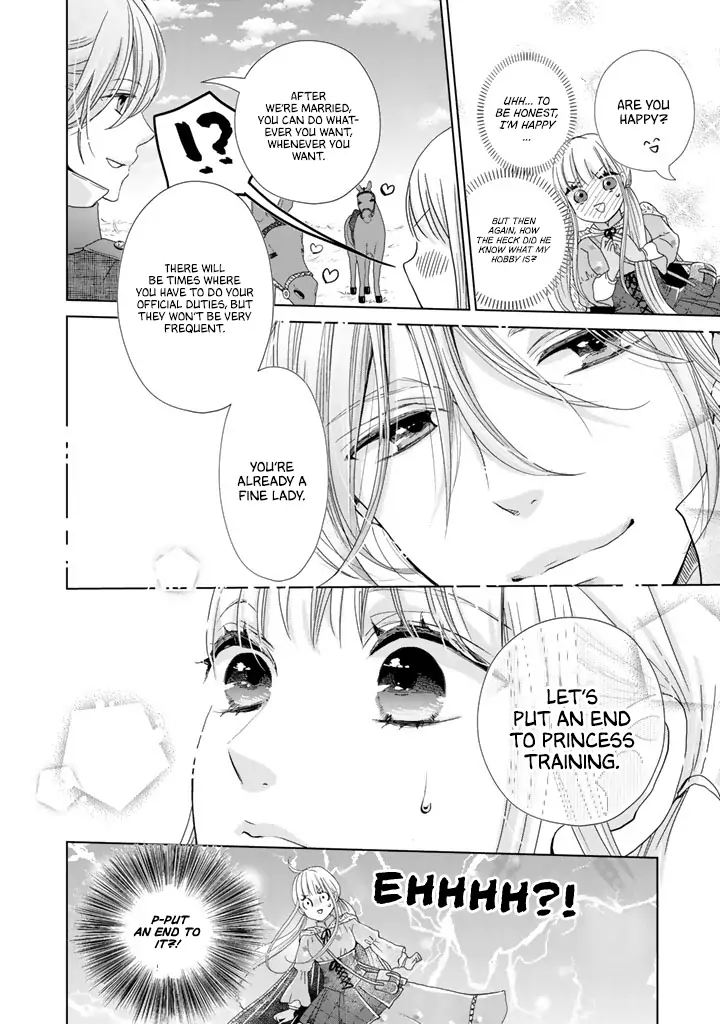 ARE YOU
HAPPY?
UHH... TO
BE HONEST,
I'M HAPPY
...
BUT THEN
AGAIN, HOW
THE HECK DID HE
KNOW WHAT MY
HOBBY IS?
AFTER
WE'RE MARRIED,
YOU CAN DO WHAT-
EVER YOU WANT,
WHENEVER YOU
WANT.
!?
THERE WILL
BE TIMES WHERE
YOU HAVE TO DO YOUR
OFFICIAL DUTIES, BUT
THEY WON'T BE VERY
FREQUENT.
YOU'RE
ALREADY A
FINE LADY.
LET'S
PUT AN END
TO PRINCESS
TRAINING.
EHHHH?!
P-PUT
AN END TO
IT?!